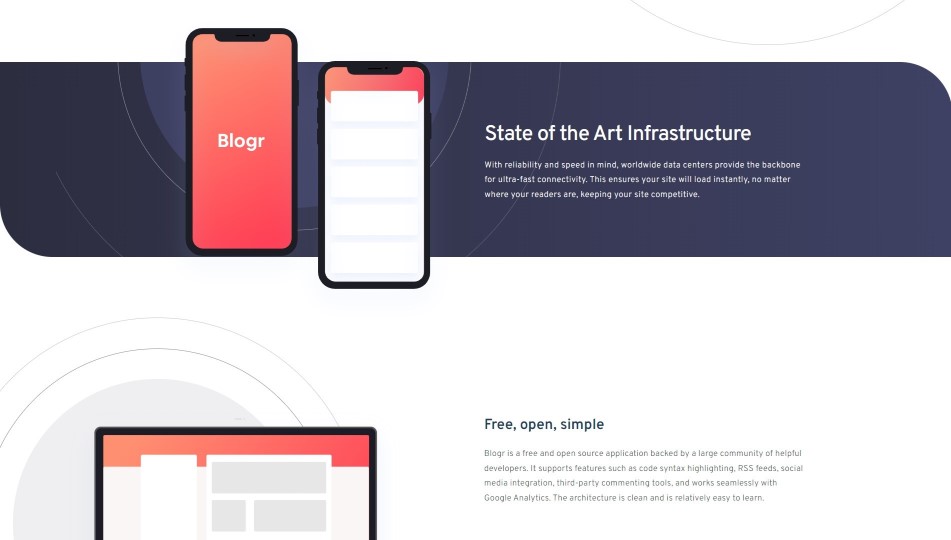 Blogr
State of the Art Infrastructure
With reliability and speed in mind, worldwide data centers provide the backbone
for ultra-fast connectivity. This ensures your site will load instantly, no matter
where your readers are, keeping your site competitive.
Free, open, simple
Blogr is a free and open source application backed by a large community of helpful
developers. It supports features such as code syntax highlighting, RSS feeds, social
media integration, third-party commenting tools, and works seamlessly with
Google Analytics. The architecture is clean and is relatively easy to learn.